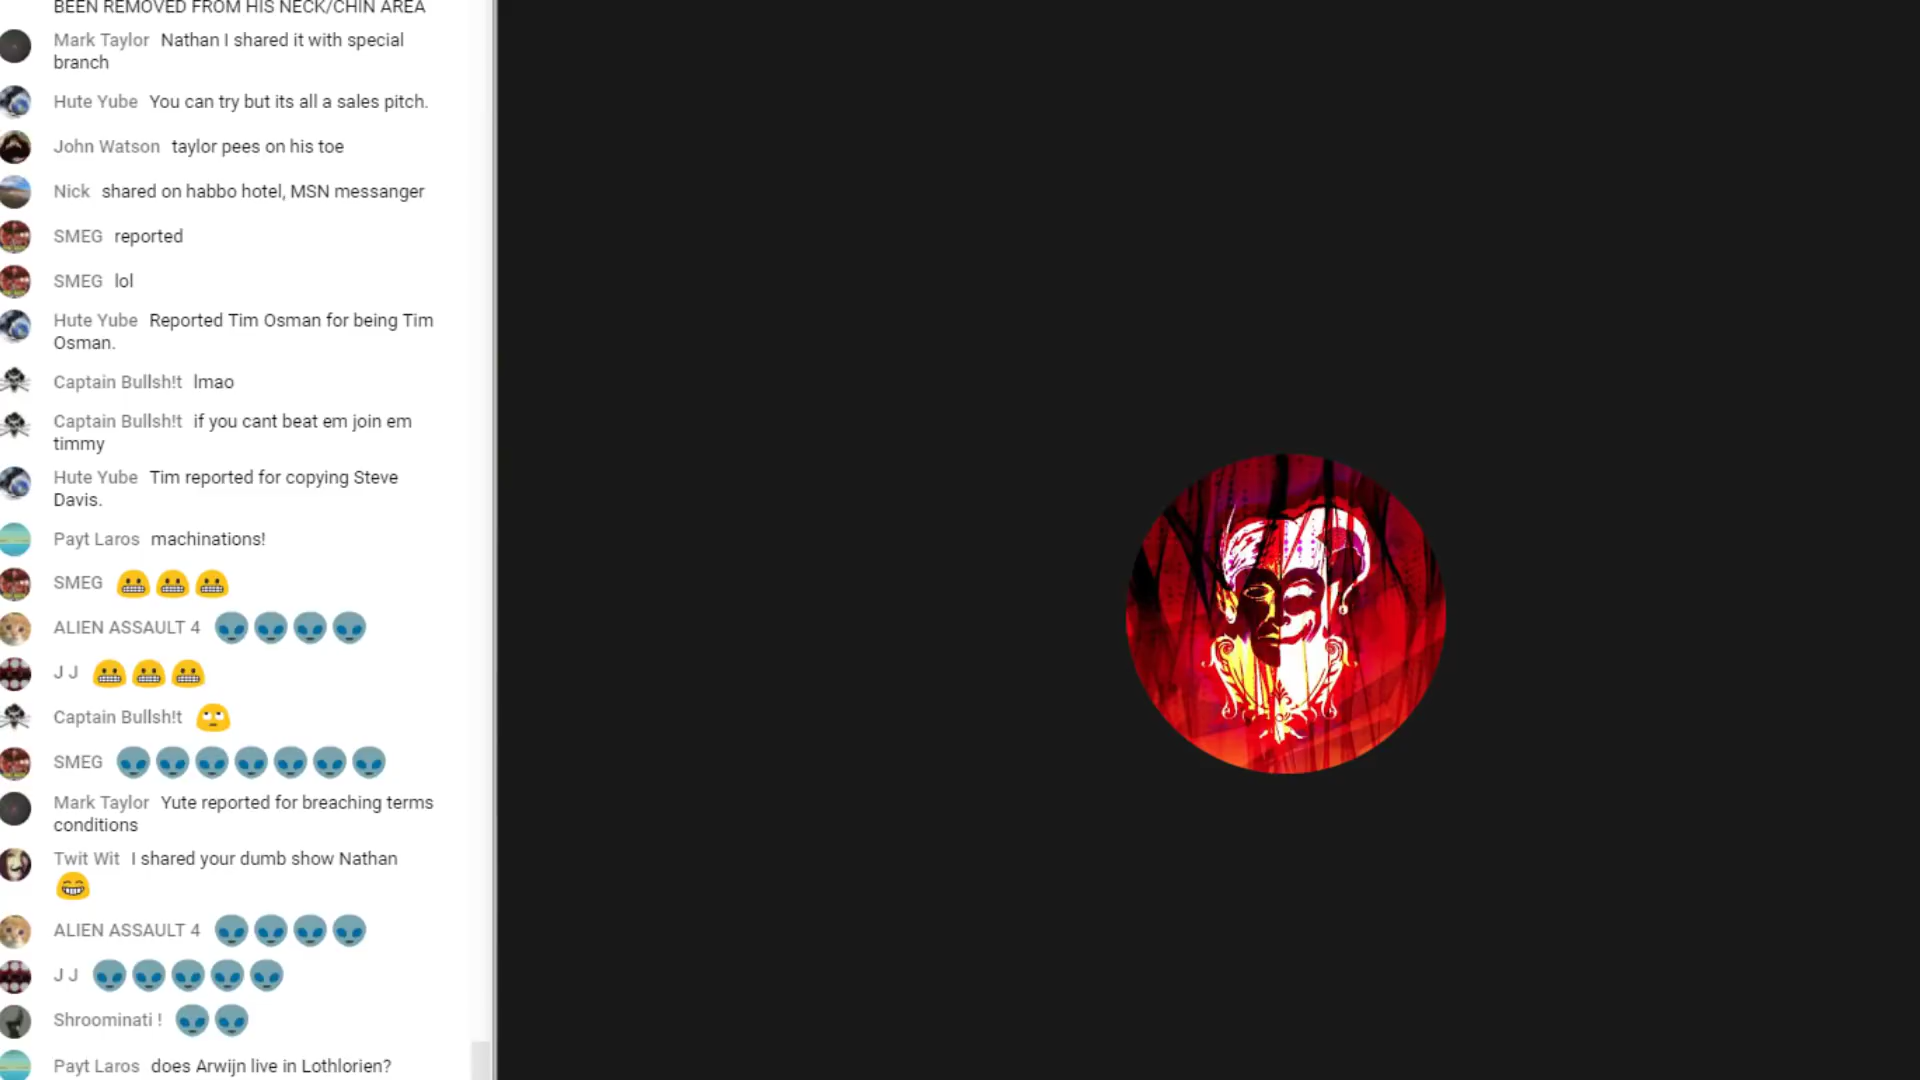 BEEN REMOVED FROM HIS NECK/CHIN AREA
Mark Taylor Nathan I shared it with special
branch
Hute Yube You can try but its all a sales pitch.
John Watson taylor pees on his toe
Nick shared on habbo hotel, MSN messanger
SMEG reported
SMEG lol
Hute Yube Reported Tim Osman for being Tim
Osman.
Captain Bullsh!t lmao
Captain Bullsh!t if you cant beat em join em
timmy
Hute Yube Tim reported for copying Steve
Davis.
Payt Laros machinations!
SMEG 😬😬😬
ALIEN ASSAULT 4 👽👽👽👽
J J 😬😬😬
Captain Bullsh!t 🙄
SMEG 👽👽👽👽👽👽👽
Mark Taylor Yute reported for breaching terms
conditions
Twit Wit I shared your dumb show Nathan
😁
ALIEN ASSAULT 4 👽👽👽👽
J J 👽👽👽👽👽
Shroominati ! 👽👽
Payt Laros does Arwijn live in Lothlorien?